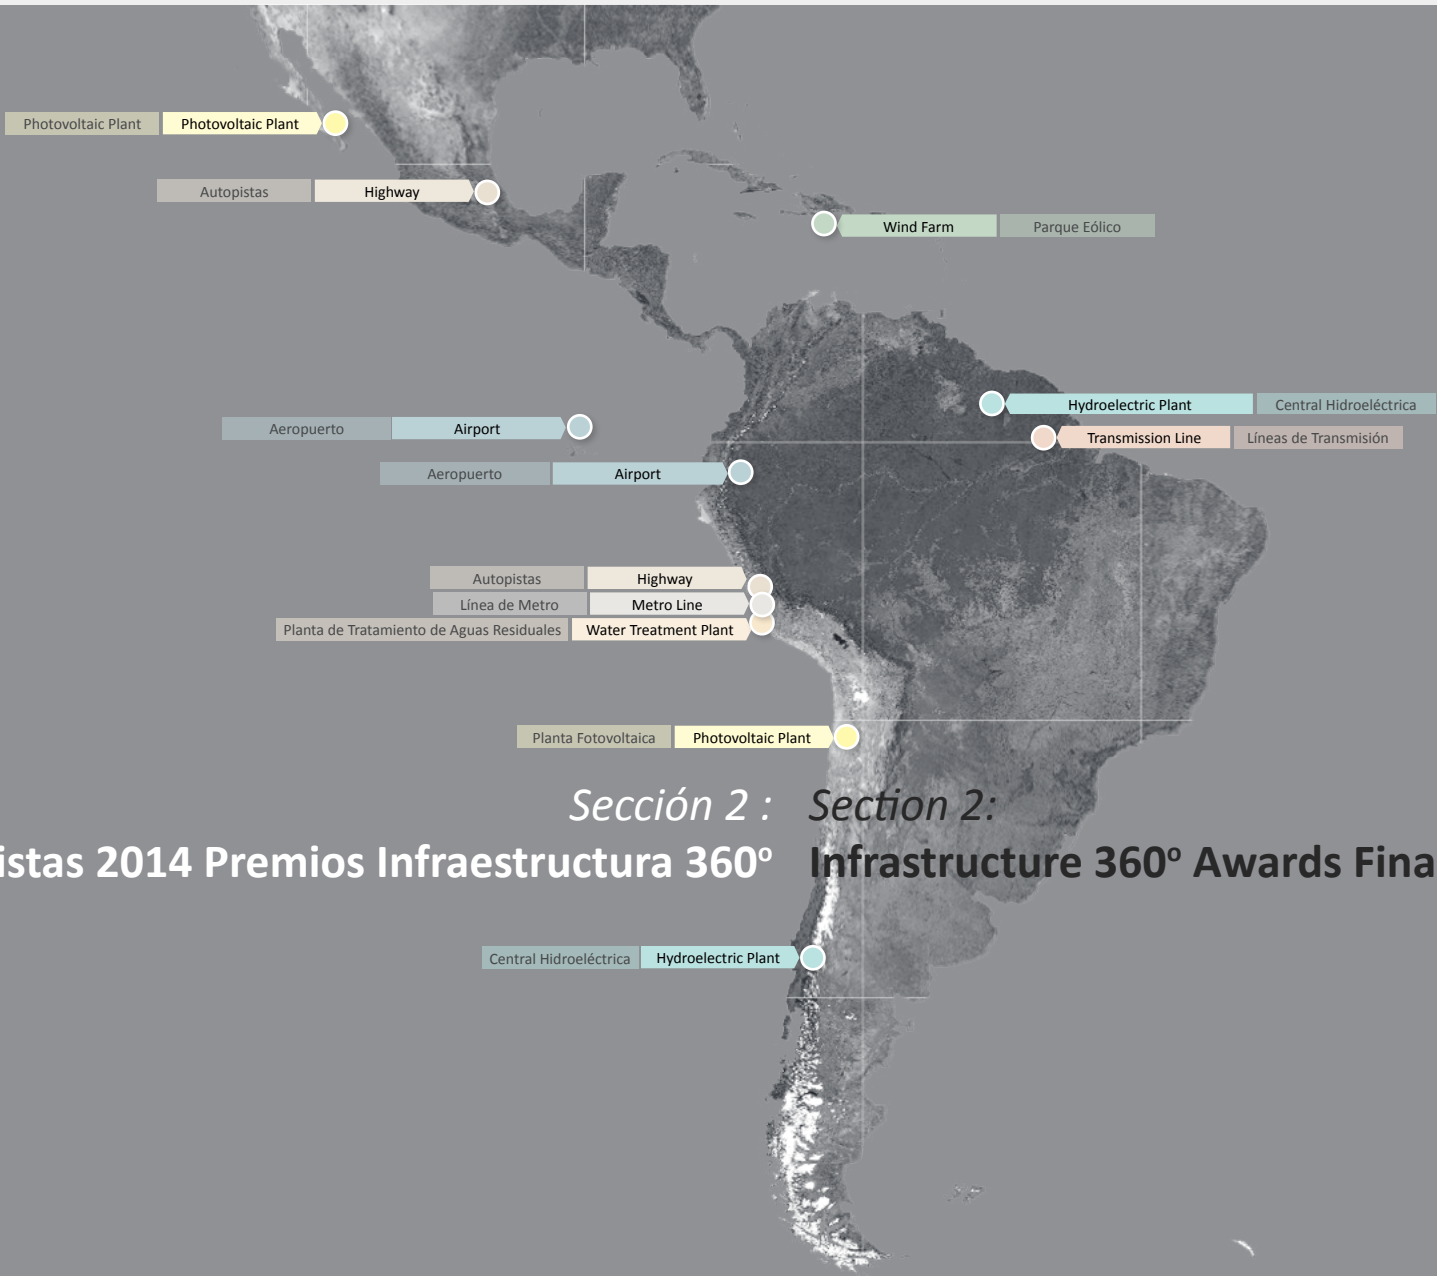 Photovoltaic Plant Photovoltaic Plant
Autopistas Highway
Wind Farm Parque Eólico
Hydroelectric Plant Central Hidroeléctrica
Aeropuerto Airport
Transmission Line Líneas de Transmisión
Aeropuerto Airport
Autopistas Highway
Línea de Metro Metro Line
Planta de Tratamiento de Aguas Residuales Water Treatment Plant
Planta Fotovoltaica Photovoltaic Plant
Sección 2 : Section 2:
istas 2014 Premios Infraestructura 360º Infrastructure 360º Awards Fina
Central Hidroeléctrica Hydroelectric Plant